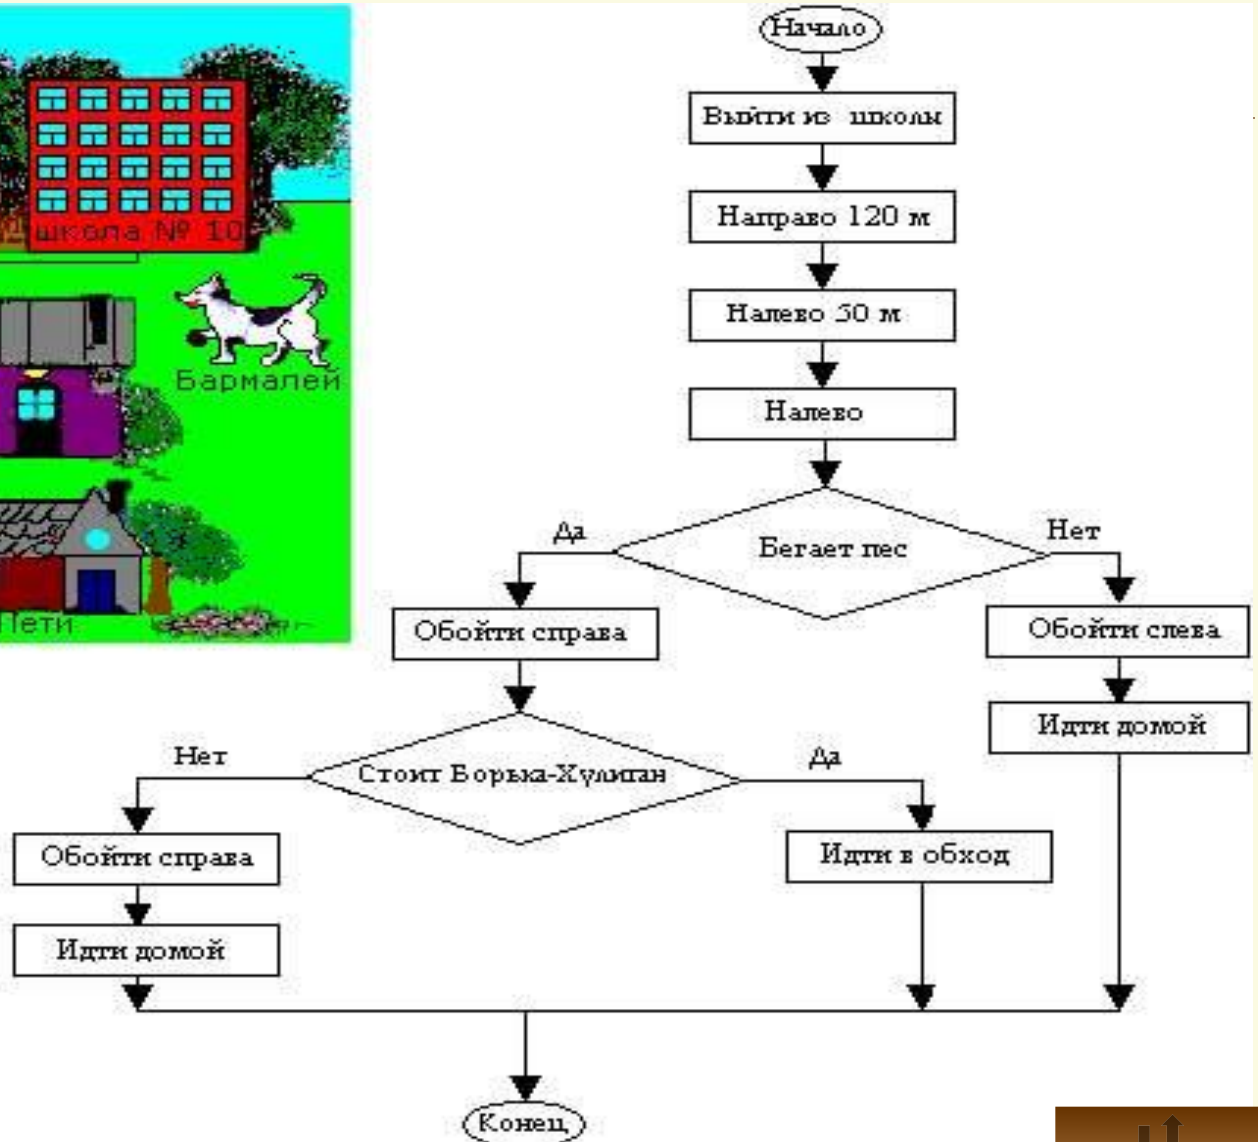 Начало
Выйти из школы
Направо 120 м
Налево 50 м
Налево
Бегает пес
Да
Нет
школа № 10
Бармалей
Пети
Обойти справа
Обойти слева
Идти домой
Стоит Борька-Хулиган
Нет
Да
Обойти справа
Идти в обход
Идти домой
Конец